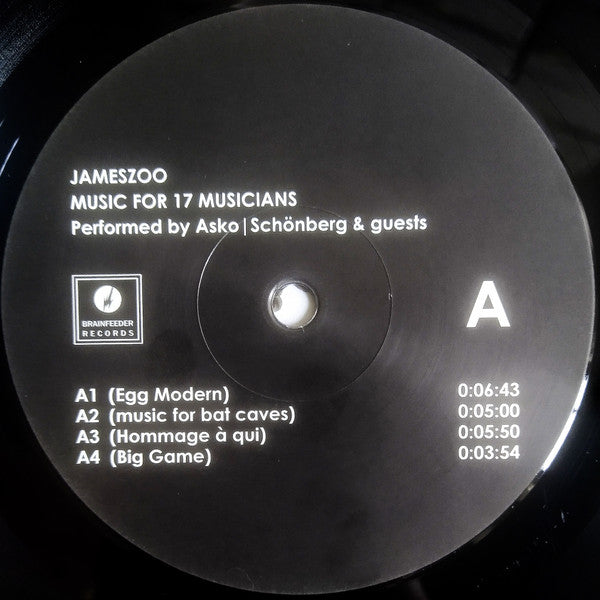 JAMESZOO
MUSIC FOR 17 MUSICIANS
Performed by Asko|Schönberg & guests
BRAINFEEDER
RECORDS
A
A1 (Egg Modern) 0:06:43
A2 (music for bat caves) 0:05:00
A3 (Hommage à qui) 0:05:50
A4 (Big Game) 0:03:54